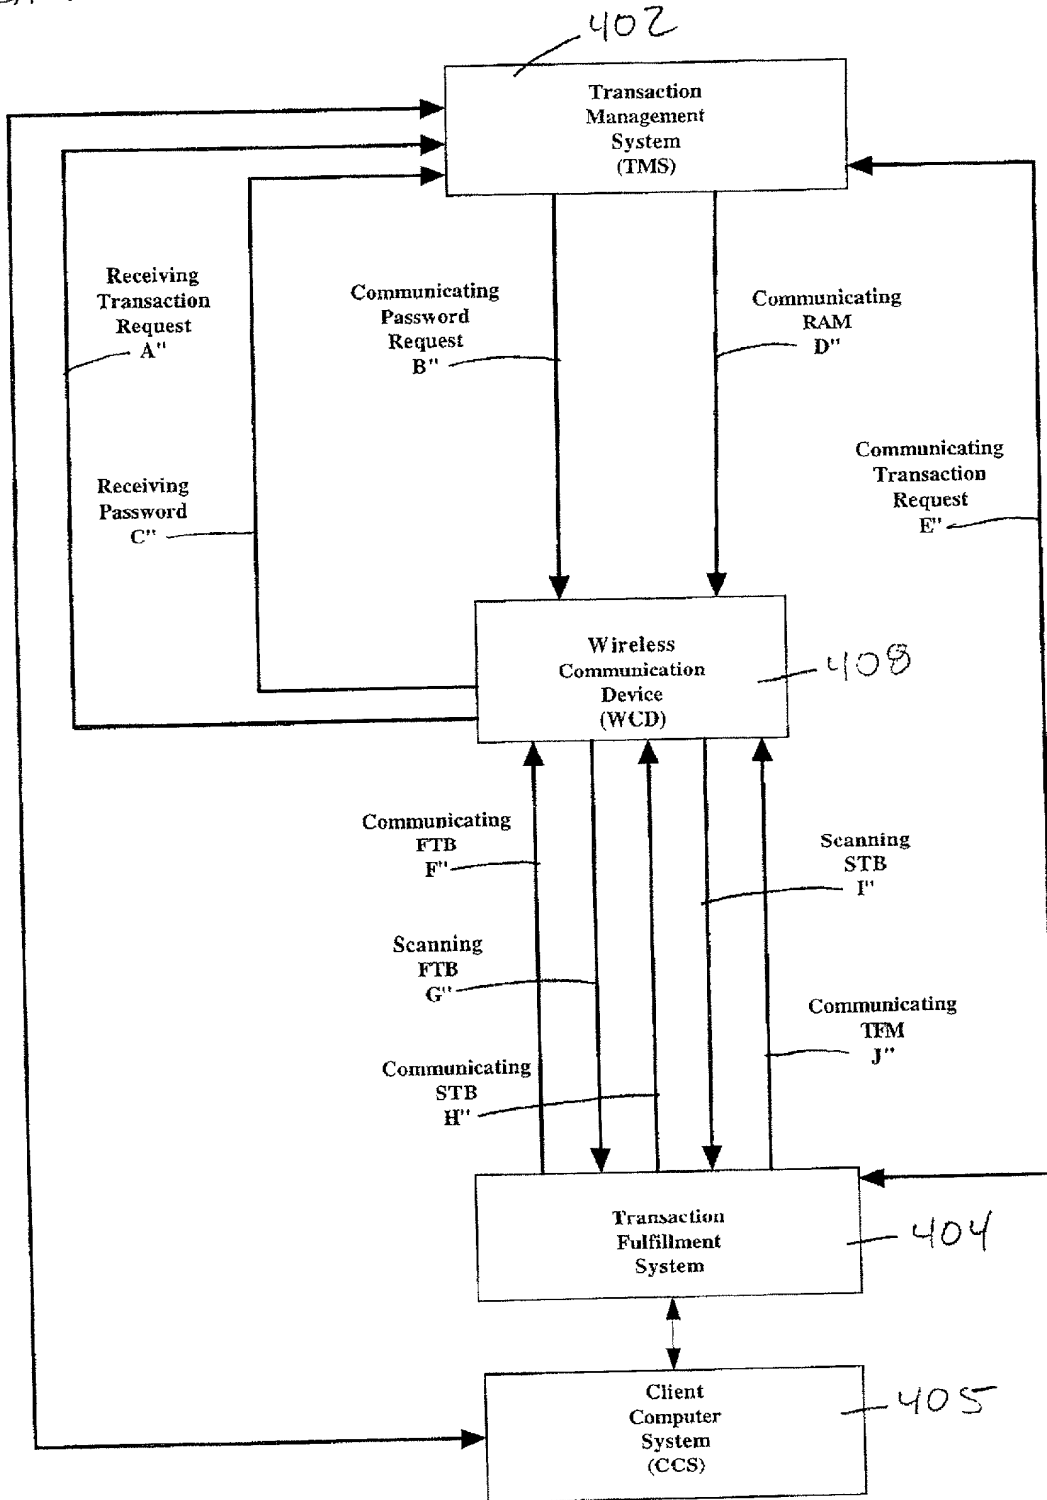 402
Transaction
Management
System
(TMS)
Receiving
Transaction
Request
A"
Communicating
Password
Request
B"
Communicating
RAM
D"
Receiving
Password
C"
Communicating
Transaction
Request
E"
Wireless
Communication
Device
(WCD)
408
Communicating
FTB
F"
Scanning
STB
I"
Scanning
FTB
G"
Communicating
TFM
J"
Communicating
STB
H"
Transaction
Fulfillment
System
404
Client
Computer
System
(CCS)
405